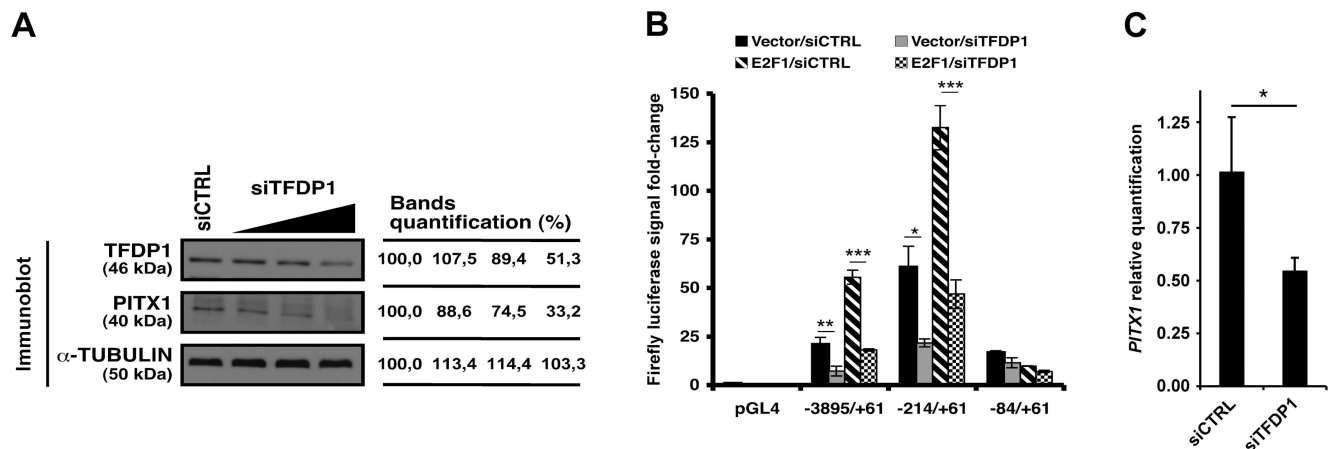 A
siCTRL
siTFDP1
Bands
quantification (%)
Immunoblot
TFDP1
(46 kDa)
100,0 107,5 89,4 51,3
PITX1
(40 kDa)
100,0 88,6 74,5 33,2
α-TUBULIN
(50 kDa)
100,0 113,4 114,4 103,3
B
Vector/siCTRL
Vector/siTFDP1
E2F1/siCTRL
E2F1/siTFDP1
Firefly luciferase signal fold-change
150
125
100
75
50
25
0
**
***
*
***
pGL4
-3895/+61
-214/+61
-84/+61
C
PITX1 relative quantification
1.25
1.00
0.75
0.50
0.25
0.00
*
siCTRL
siTFDP1